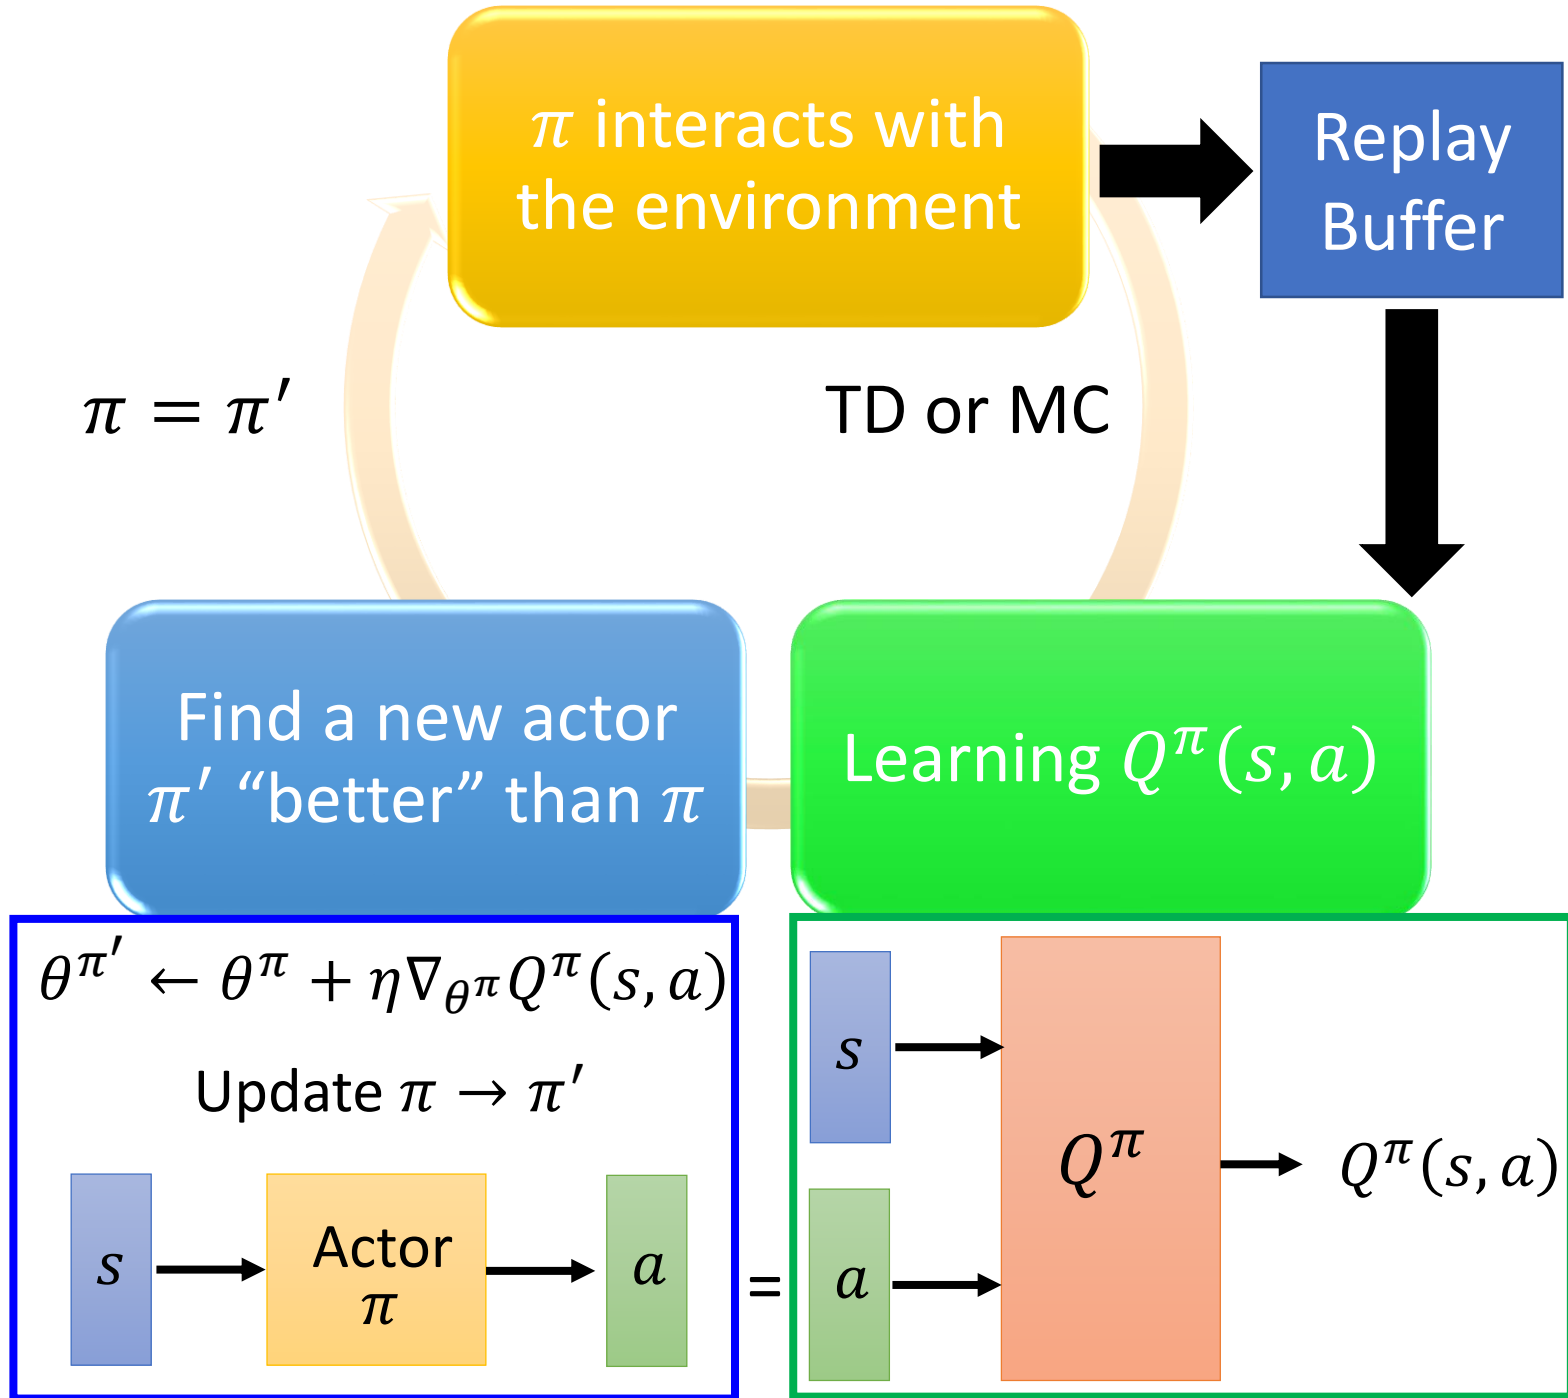 π interacts with
the environment
Replay
Buffer
π = π′
TD or MC
Find a new actor
π′ “better” than π
Learning Q^π(s, a)
θ^π′ ← θ^π + η∇_θ^π Q^π(s, a)
Update π → π′
s
Actor
π
a
=
s
a
Q^π
Q^π(s, a)